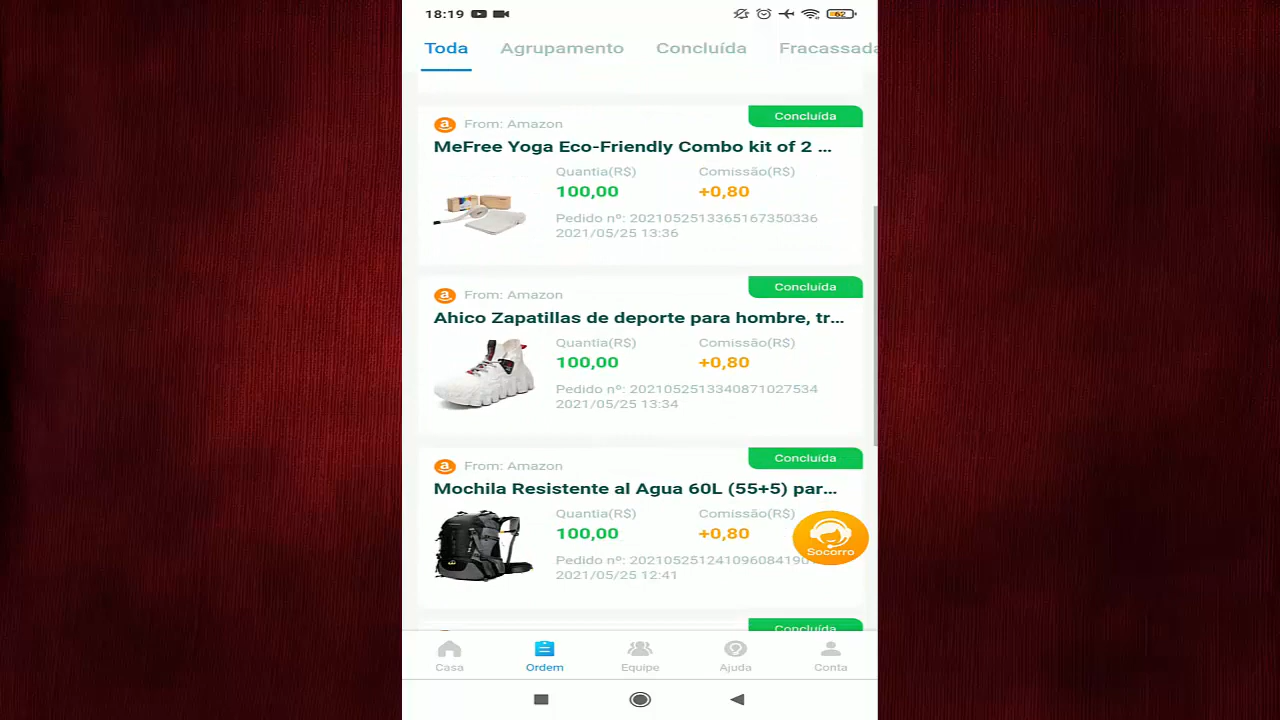 18:19
62
Toda Agrupamento Concluída Fracassada
Concluída
From: Amazon
MeFree Yoga Eco-Friendly Combo kit of 2 ...
Quantia(R$) Comissão(R$)
100,00 +0,80
Pedido nº: 2021052513365167350336
2021/05/25 13:36
Concluída
From: Amazon
Ahico Zapatillas de deporte para hombre, tr...
Quantia(R$) Comissão(R$)
100,00 +0,80
Pedido nº: 2021052513340871027534
2021/05/25 13:34
Concluída
From: Amazon
Mochila Resistente al Agua 60L (55+5) par...
Quantia(R$) Comissão(R$)
100,00 +0,80
Socorro
Pedido nº:
2021/05/25 12:41
Concluída
Casa Ordem Equipe Ajuda Conta